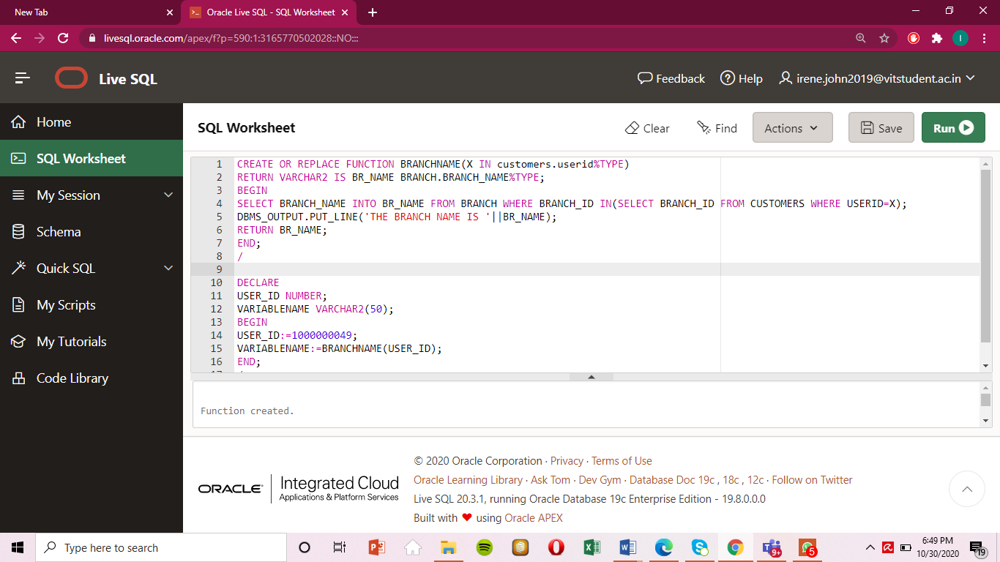 New Tab
Oracle Live SQL - SQL Worksheet
livesql.oracle.com/apex/f?p=590:1:3165770502028::NO:::
I
Live SQL
Feedback
Help
irene.john2019@vitstudent.ac.in
Home
SQL Worksheet
My Session
Schema
Quick SQL
My Scripts
My Tutorials
Code Library
SQL Worksheet
Clear
Find
Actions
Save
Run
1 CREATE OR REPLACE FUNCTION BRANCHNAME(X IN customers.userid%TYPE)
2 RETURN VARCHAR2 IS BR_NAME BRANCH.BRANCH_NAME%TYPE;
3 BEGIN
4 SELECT BRANCH_NAME INTO BR_NAME FROM BRANCH WHERE BRANCH_ID IN(SELECT BRANCH_ID FROM CUSTOMERS WHERE USERID=X);
5 DBMS_OUTPUT.PUT_LINE('THE BRANCH NAME IS '||BR_NAME);
6 RETURN BR_NAME;
7 END;
8 /
9
10 DECLARE
11 USER_ID NUMBER;
12 VARIABLENAME VARCHAR2(50);
13 BEGIN
14 USER_ID:=1000000049;
15 VARIABLENAME:=BRANCHNAME(USER_ID);
16 END;
Function created.
ORACLE Integrated Cloud
Applications & Platform Services
© 2020 Oracle Corporation · Privacy · Terms of Use
Oracle Learning Library · Ask Tom · Dev Gym · Database Doc 19c , 18c , 12c · Follow on Twitter
Live SQL 20.3.1, running Oracle Database 19c Enterprise Edition - 19.8.0.0.0
Built with ❤ using Oracle APEX
Type here to search
9+
5
6:49 PM
10/30/2020
19